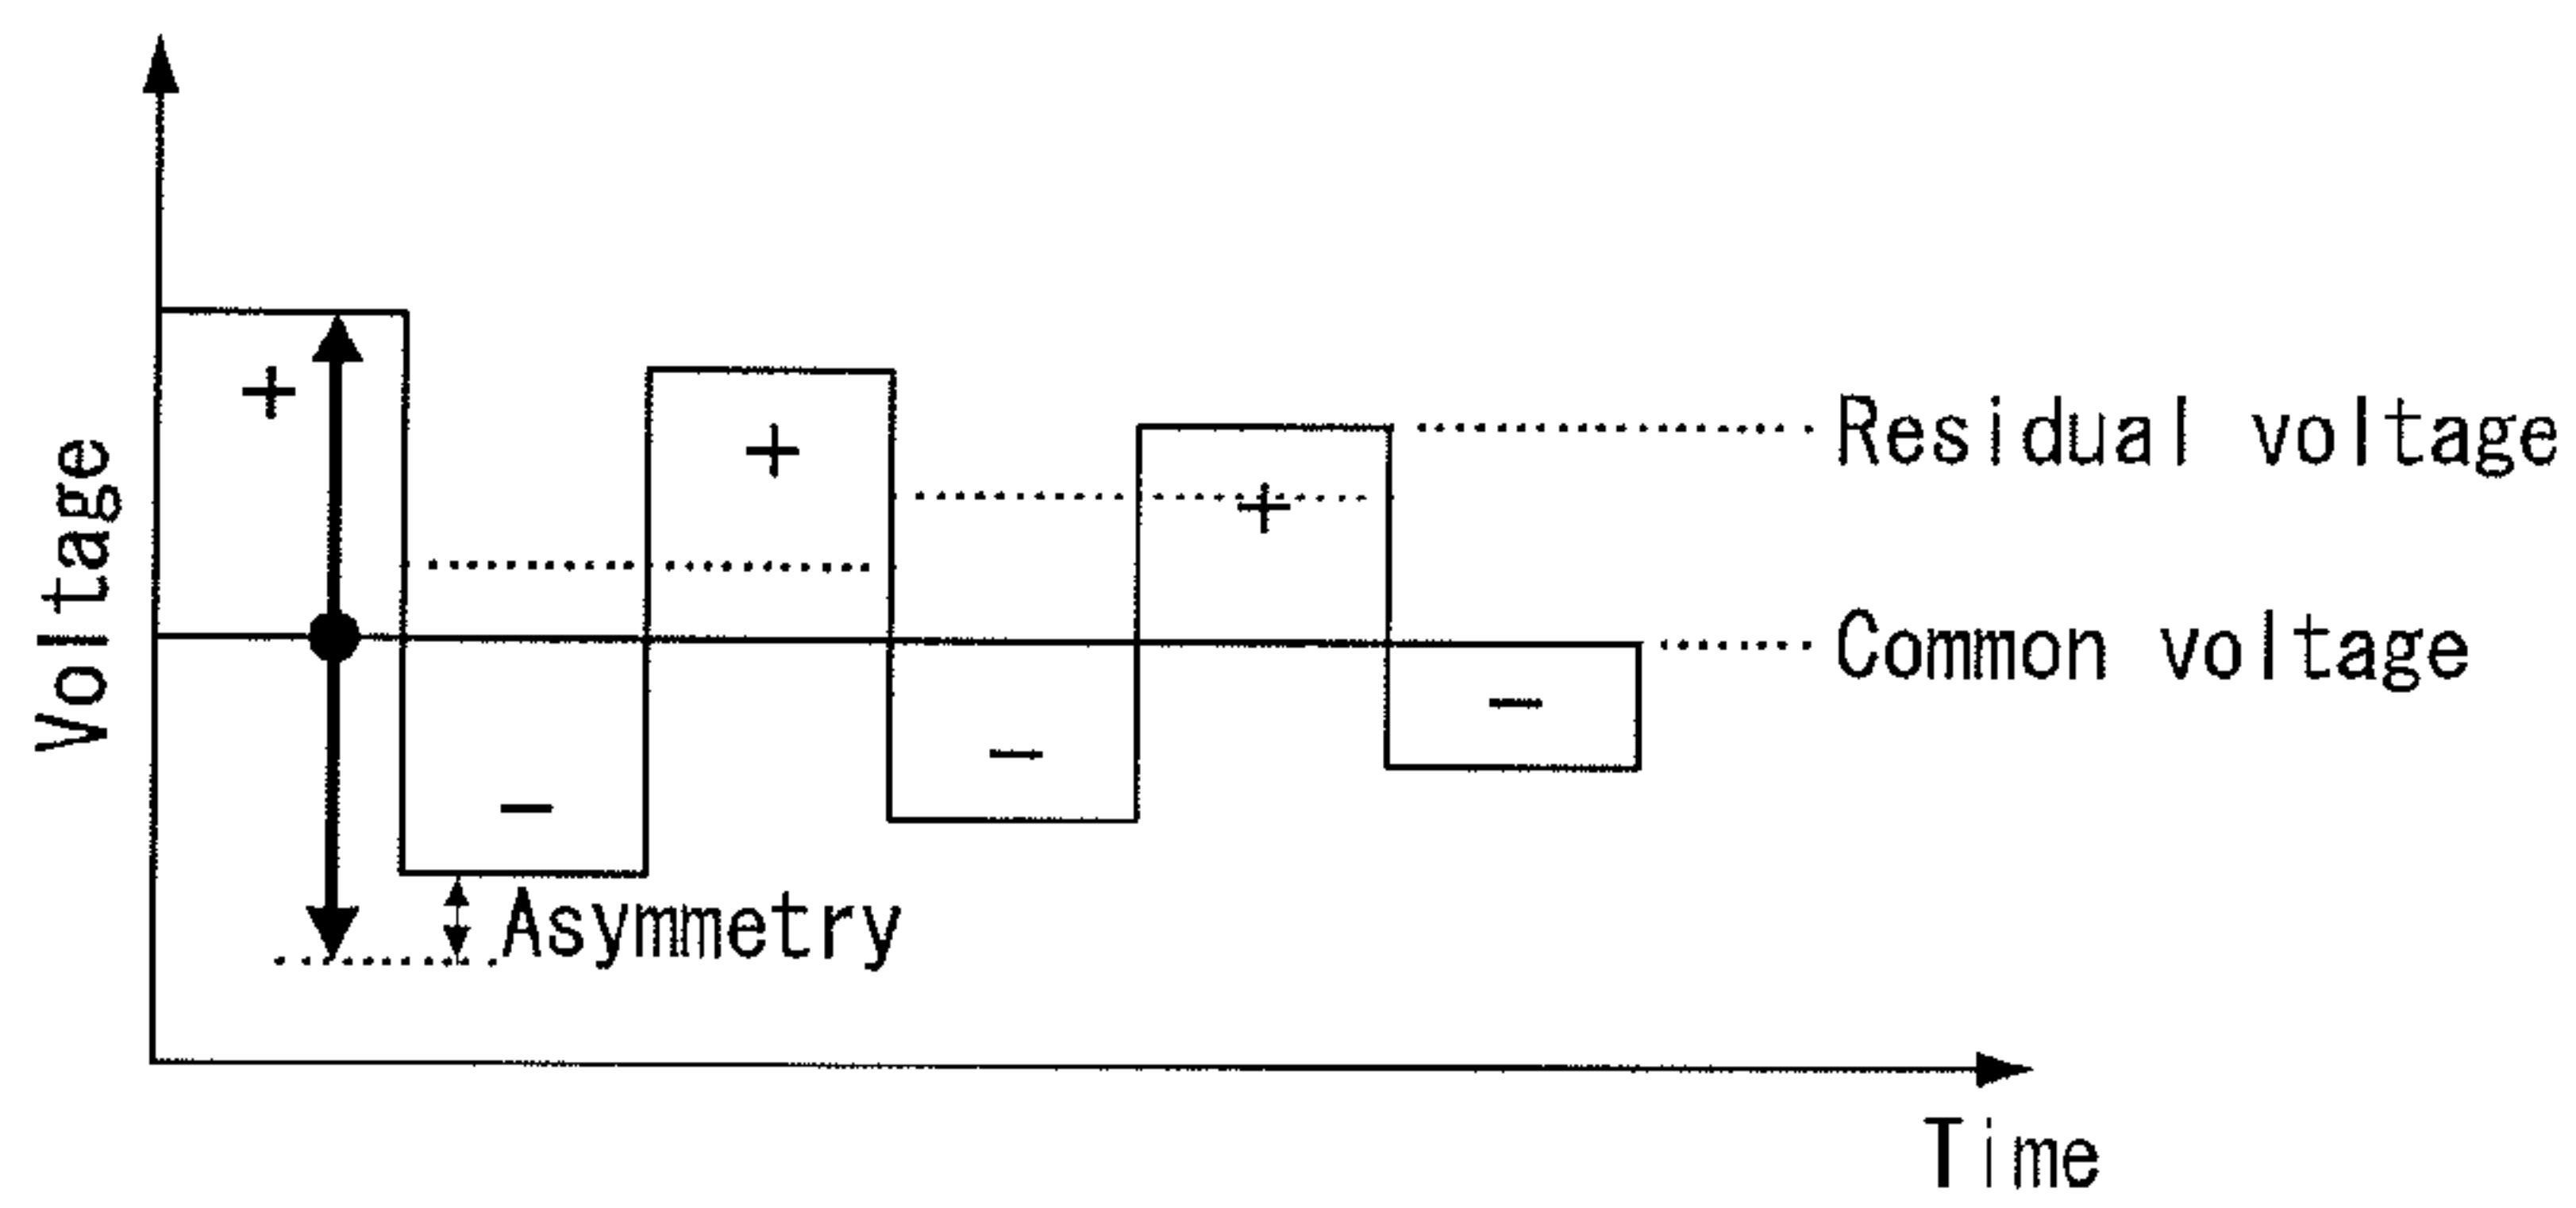 Voltage
+
+
+
−
−
−
Residual voltage
Common voltage
Asymmetry
Time